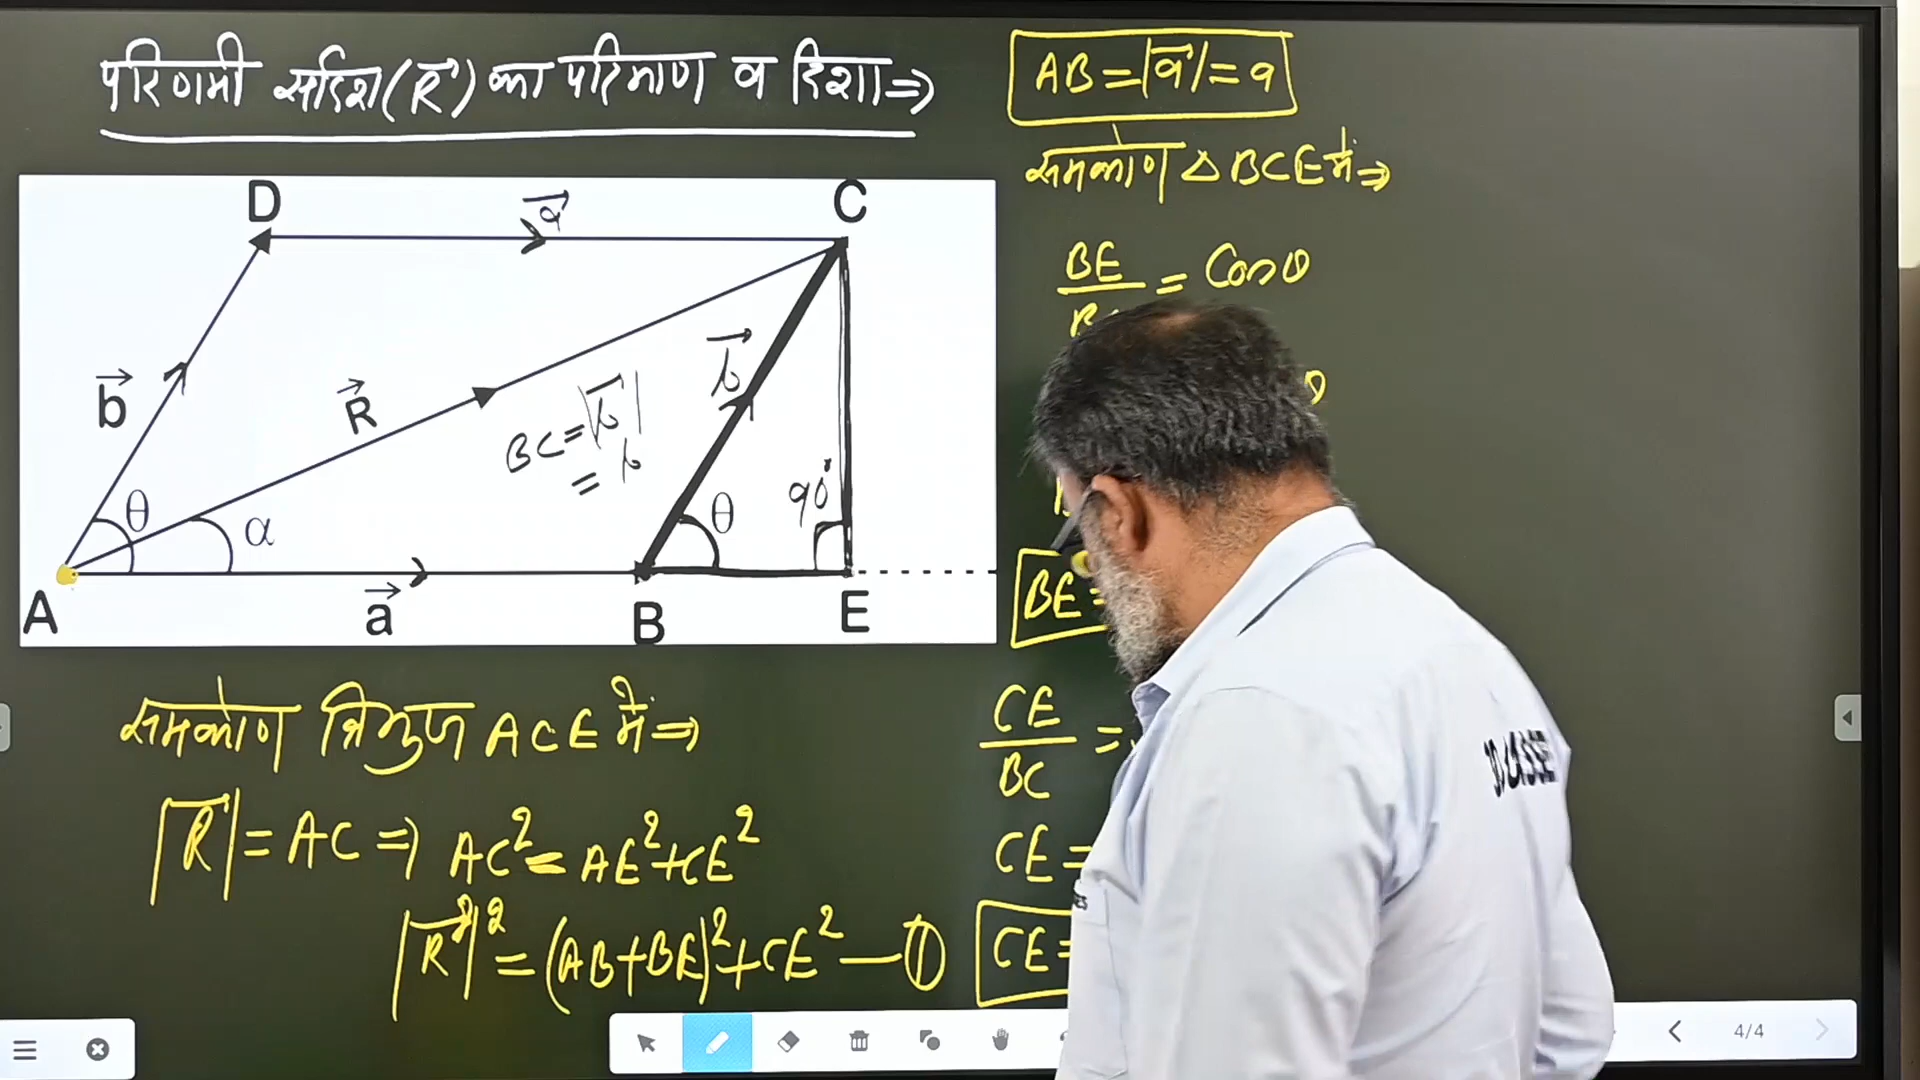 परिणामी सदिश (R⃗) का परिमाण व दिशा ⇒
D
a⃗
C
b⃗
R⃗
b⃗
BC = |b⃗|
= b
θ
α
θ
90°
A
a⃗
B
E
समकोण त्रिभुज ACE में ⇒
|R⃗| = AC ⇒ AC² = AE² + CE²
|R⃗|² = (AB + BE)² + CE² — ①
AB = |a⃗| = a
समकोण △ BCE में ⇒
BE/B = Cosθ
BE =
CE/BC =
CE =
CE =
4/4